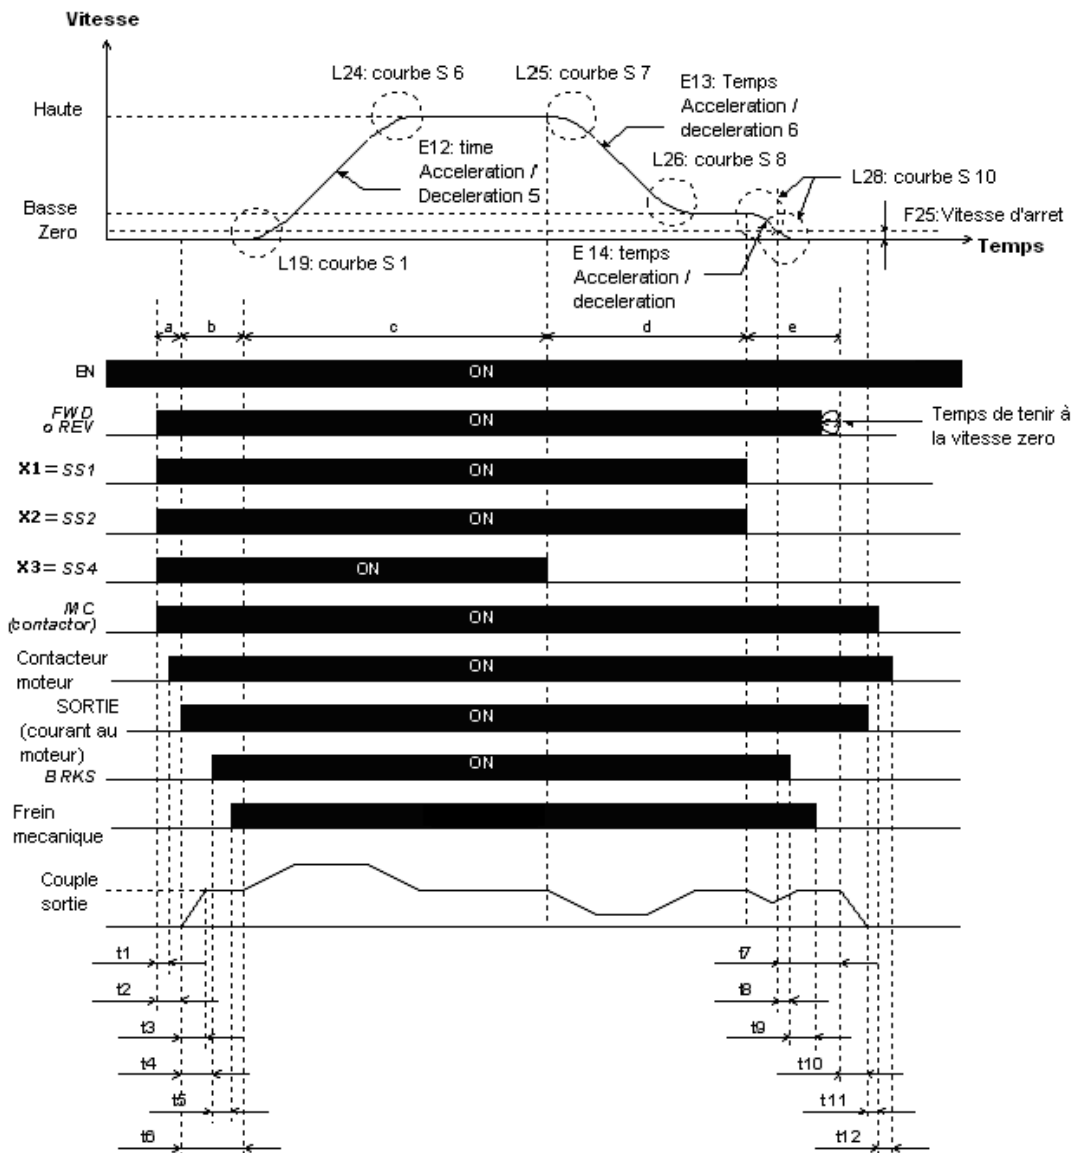 Vitesse
L24: courbe S 6
L25: courbe S 7
E13: Temps
Acceleration /
deceleration 6
Haute
E12: time
Acceleration /
Deceleration 5
L26: courbe S 8
L28: courbe S 10
Basse
Zero
F25:Vitesse d'arret
Temps
L19: courbe S 1
E 14: temps
Acceleration /
deceleration
a
b
c
d
e
EN
ON
FWD
o REV
ON
Temps de tenir à
la vitesse zero
X1 = SS1
ON
X2 = SS2
ON
X3 = SS4
ON
MC
(contactor)
ON
Contacteur
moteur
ON
SORTIE
(courant au
moteur)
ON
BRKS
ON
Frein
mecanique
Couple
sortie
t1
t7
t2
t8
t3
t9
t4
t10
t5
t11
t6
t12